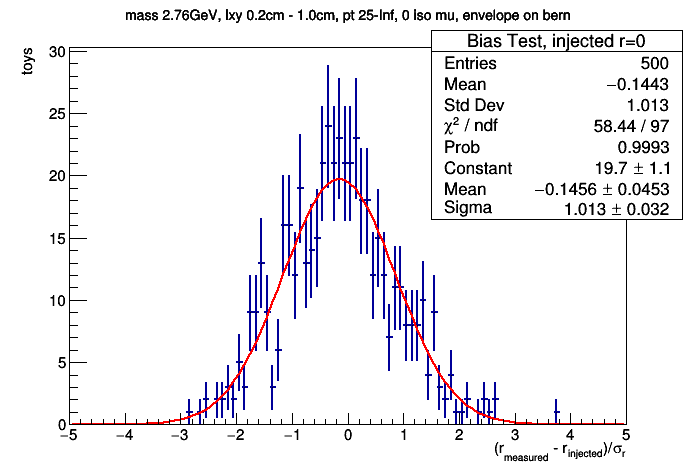 mass 2.76GeV, lxy 0.2cm - 1.0cm, pt 25-Inf, 0 Iso mu, envelope on bern
Bias Test, injected r=0
Entries 500
Mean −0.1443
Std Dev 1.013
χ² / ndf 58.44 / 97
Prob 0.9993
Constant 19.7 ± 1.1
Mean −0.1456 ± 0.0453
Sigma 1.013 ± 0.032
toys
30
25
20
15
10
5
0
−5 −4 −3 −2 −1 0 1 2 3 4 5
(r_measured - r_injected)/σ_r